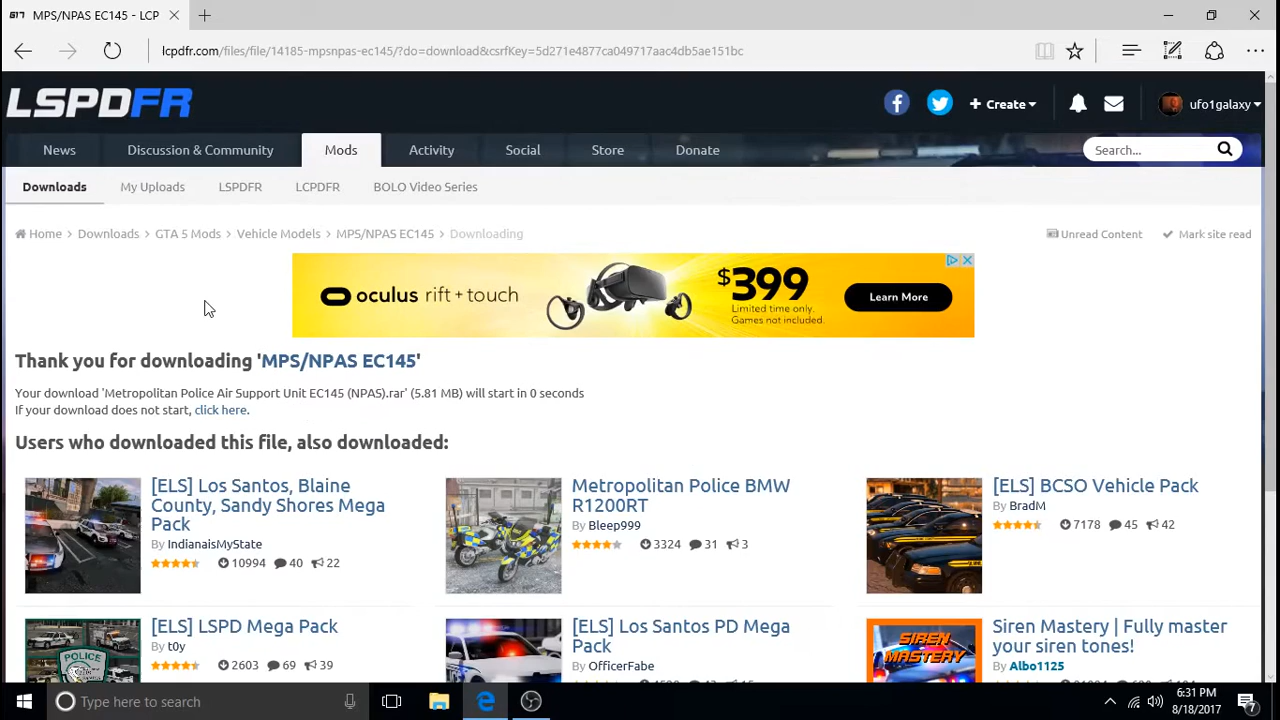 G17 MPS/NPAS EC145 - LCP
lcpdfr.com/files/file/14185-mpsnpas-ec145/?do=download&csrfKey=5d271e4877ca049717aac4db5ae151bc
LSPDFR
Create
ufo1galaxy
News Discussion & Community Mods Activity Social Store Donate
Search...
Downloads My Uploads LSPDFR LCPDFR BOLO Video Series
Home > Downloads > GTA 5 Mods > Vehicle Models > MPS/NPAS EC145 > Downloading
Unread Content Mark site read
oculus rift + touch
$399
Limited time only.
Games not included.
Learn More
Thank you for downloading 'MPS/NPAS EC145'
Your download 'Metropolitan Police Air Support Unit EC145 (NPAS).rar' (5.81 MB) will start in 0 seconds
If your download does not start, click here.
Users who downloaded this file, also downloaded:
[ELS] Los Santos, Blaine
County, Sandy Shores Mega
Pack
By IndianaisMyState
10994 40 22
Metropolitan Police BMW
R1200RT
By Bleep999
3324 31 3
[ELS] BCSO Vehicle Pack
By BradM
7178 45 42
POLICE
[ELS] LSPD Mega Pack
By t0y
2603 69 39
[ELS] Los Santos PD Mega
Pack
By OfficerFabe
SIREN
MASTERY
Siren Mastery | Fully master
your siren tones!
By Albo1125
Type here to search
6:31 PM
8/18/2017
7